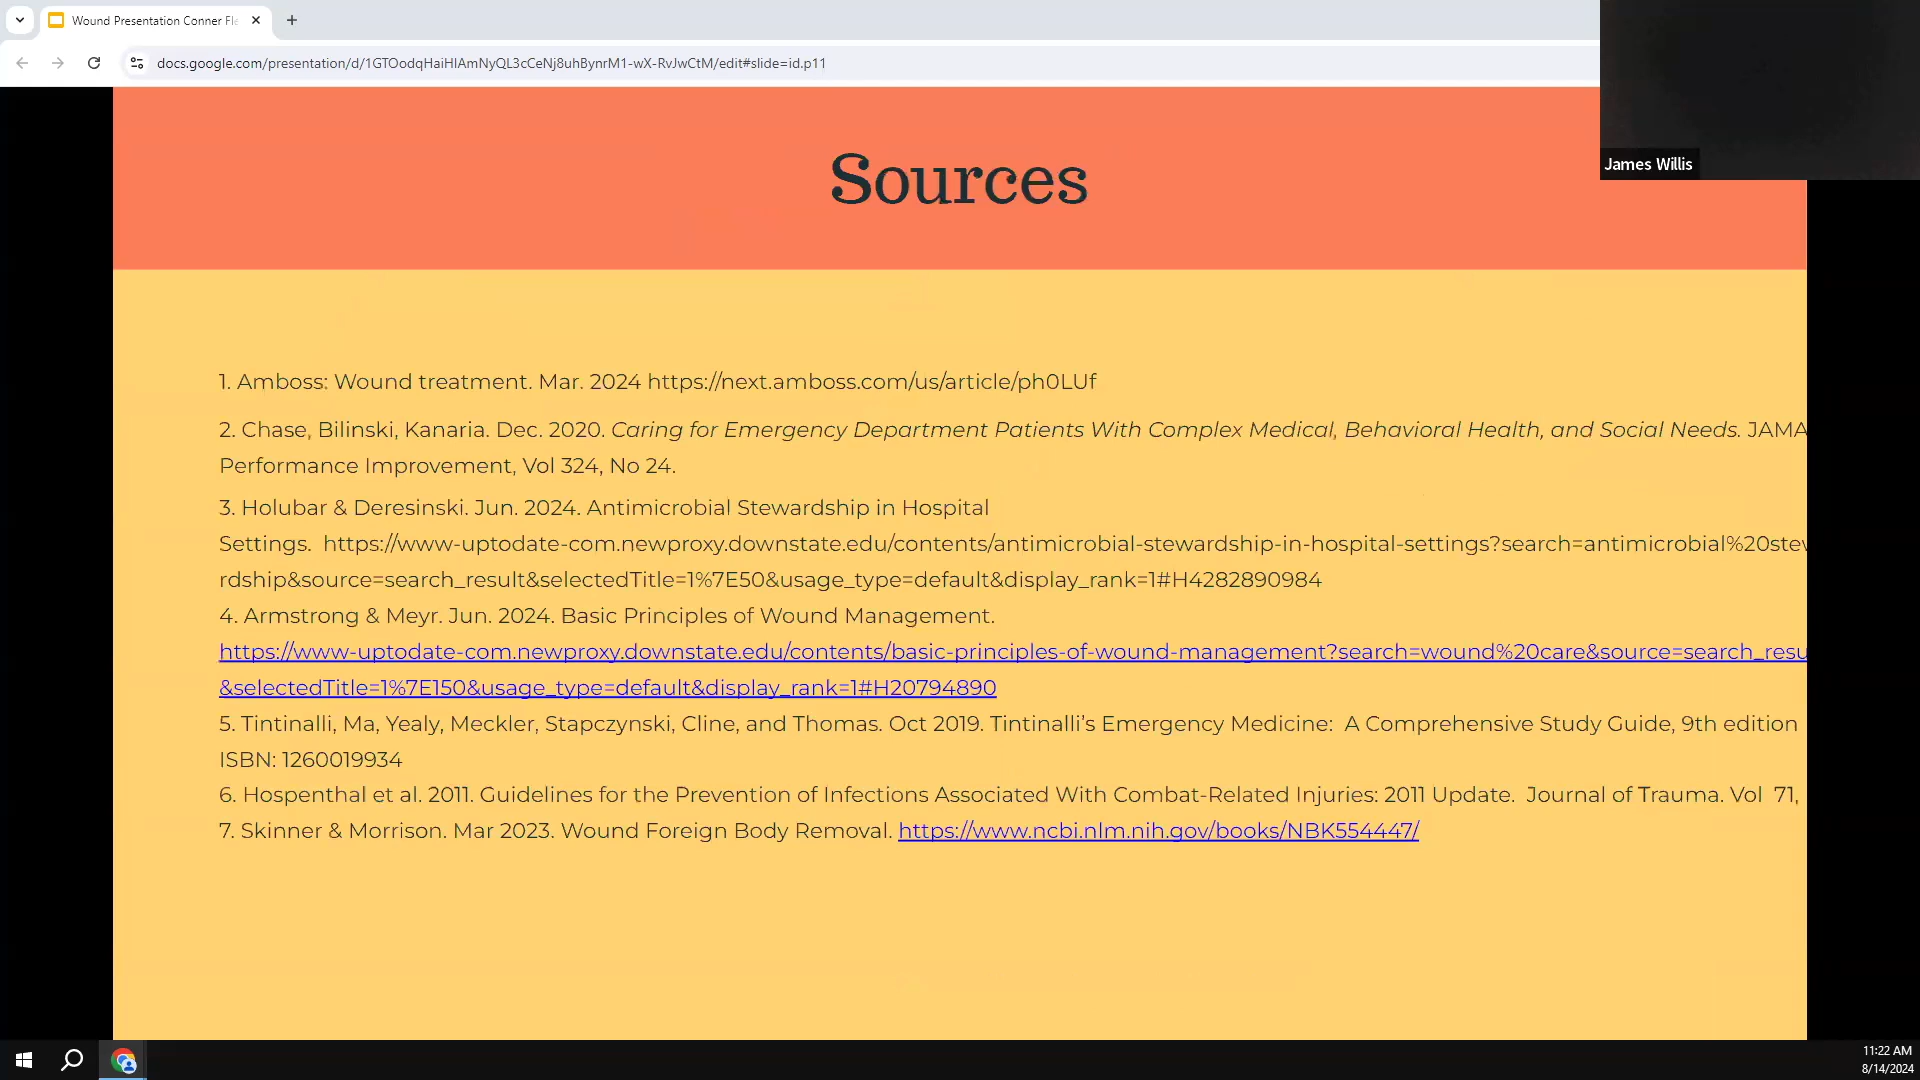 Wound Presentation Conner Fle
docs.google.com/presentation/d/1GTOodqHaiHIAmNyQL3cCeNj8uhBynrM1-wX-RvJwCtM/edit#slide=id.p11
James Willis
Sources
1. Amboss: Wound treatment. Mar. 2024 https://next.amboss.com/us/article/ph0LUf
2. Chase, Bilinski, Kanaria. Dec. 2020. Caring for Emergency Department Patients With Complex Medical, Behavioral Health, and Social Needs. JAMA
Performance Improvement, Vol 324, No 24.
3. Holubar & Deresinski. Jun. 2024. Antimicrobial Stewardship in Hospital
Settings. https://www-uptodate-com.newproxy.downstate.edu/contents/antimicrobial-stewardship-in-hospital-settings?search=antimicrobial%20stew
rdship&source=search_result&selectedTitle=1%7E50&usage_type=default&display_rank=1#H4282890984
4. Armstrong & Meyr. Jun. 2024. Basic Principles of Wound Management.
https://www-uptodate-com.newproxy.downstate.edu/contents/basic-principles-of-wound-management?search=wound%20care&source=search_resu
&selectedTitle=1%7E150&usage_type=default&display_rank=1#H20794890
5. Tintinalli, Ma, Yealy, Meckler, Stapczynski, Cline, and Thomas. Oct 2019. Tintinalli’s Emergency Medicine: A Comprehensive Study Guide, 9th edition
ISBN: 1260019934
6. Hospenthal et al. 2011. Guidelines for the Prevention of Infections Associated With Combat-Related Injuries: 2011 Update. Journal of Trauma. Vol 71,
7. Skinner & Morrison. Mar 2023. Wound Foreign Body Removal. https://www.ncbi.nlm.nih.gov/books/NBK554447/
11:22 AM
8/14/2024